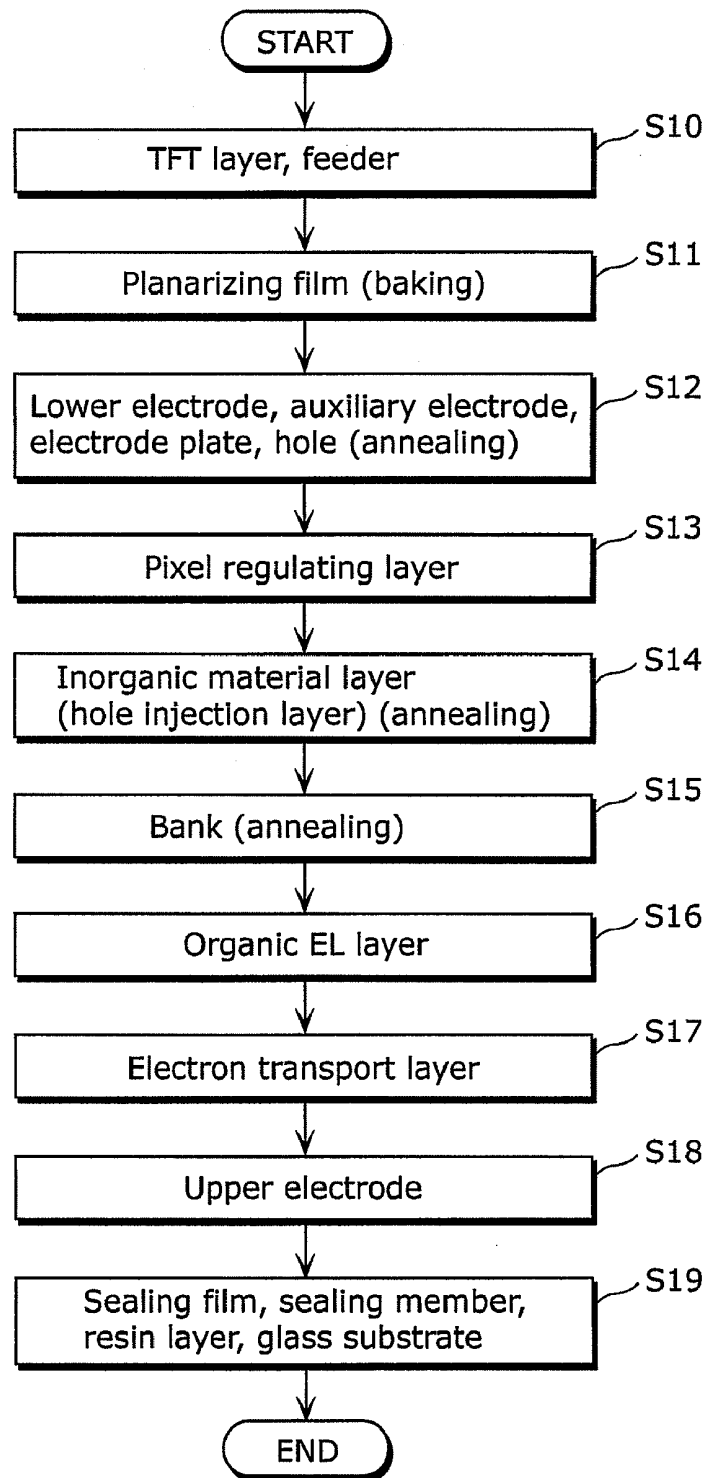 START
S10
TFT layer, feeder
S11
Planarizing film (baking)
S12
Lower electrode, auxiliary electrode,
electrode plate, hole (annealing)
S13
Pixel regulating layer
S14
Inorganic material layer
(hole injection layer) (annealing)
S15
Bank (annealing)
S16
Organic EL layer
S17
Electron transport layer
S18
Upper electrode
S19
Sealing film, sealing member,
resin layer, glass substrate
END